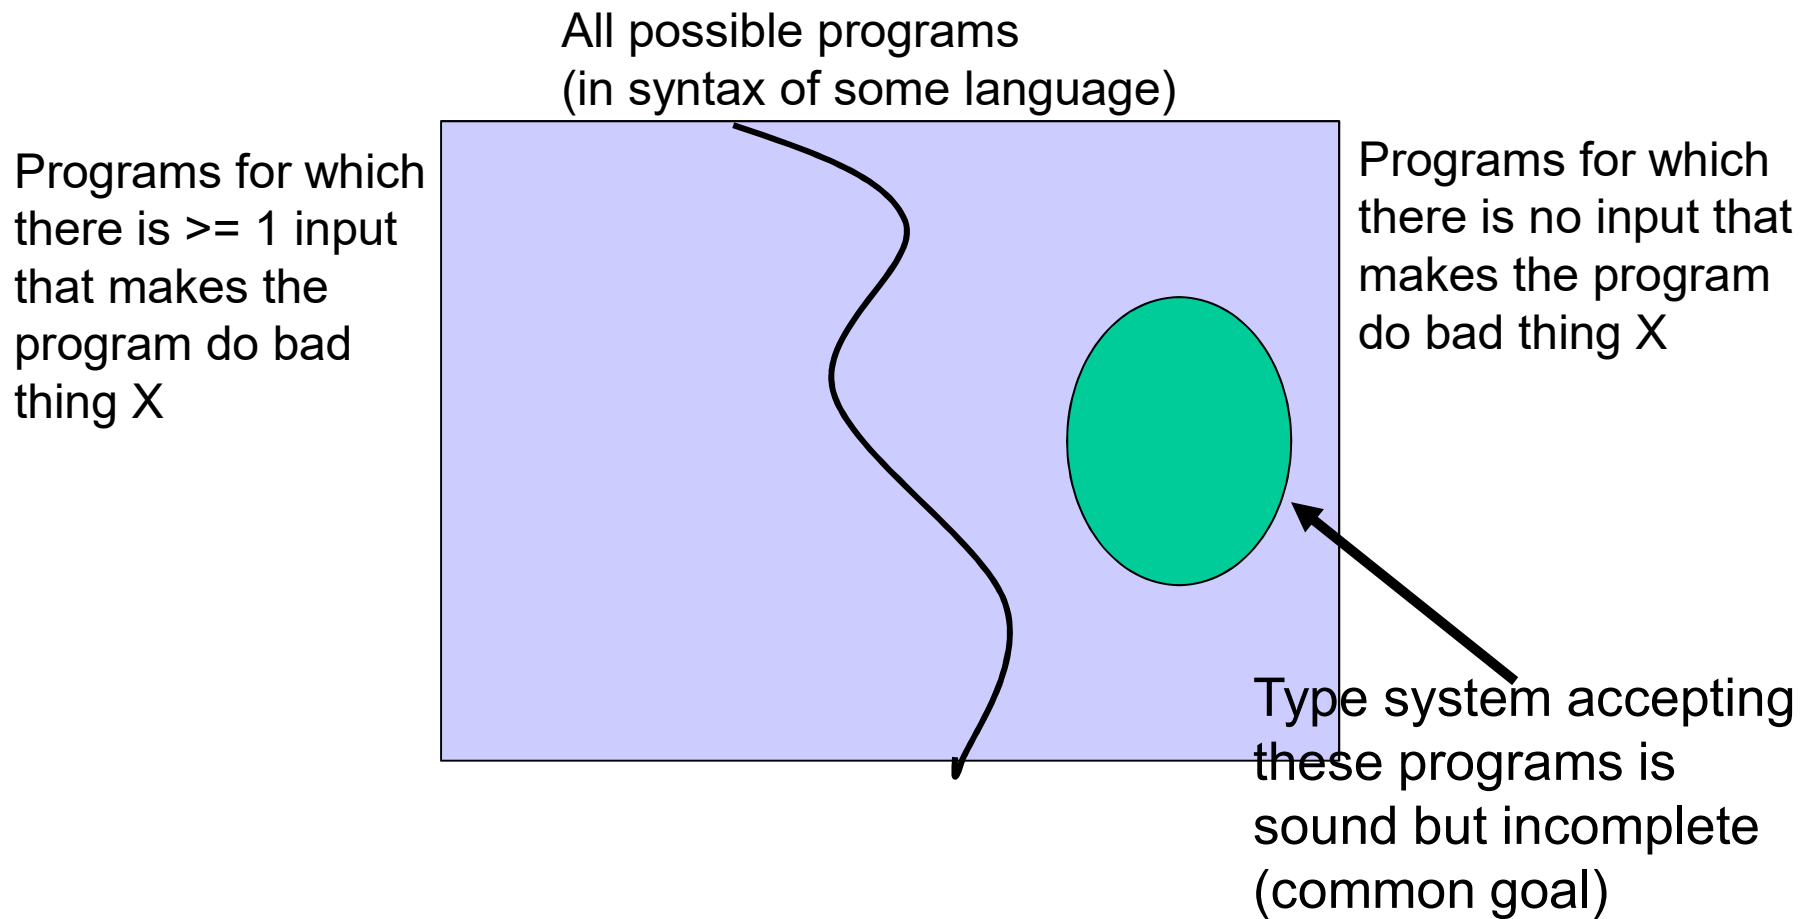 All possible programs
(in syntax of some language)
Programs for which
there is >= 1 input
that makes the
program do bad
thing X
Programs for which
there is no input that
makes the program
do bad thing X
Type system accepting
these programs is
sound but incomplete
(common goal)